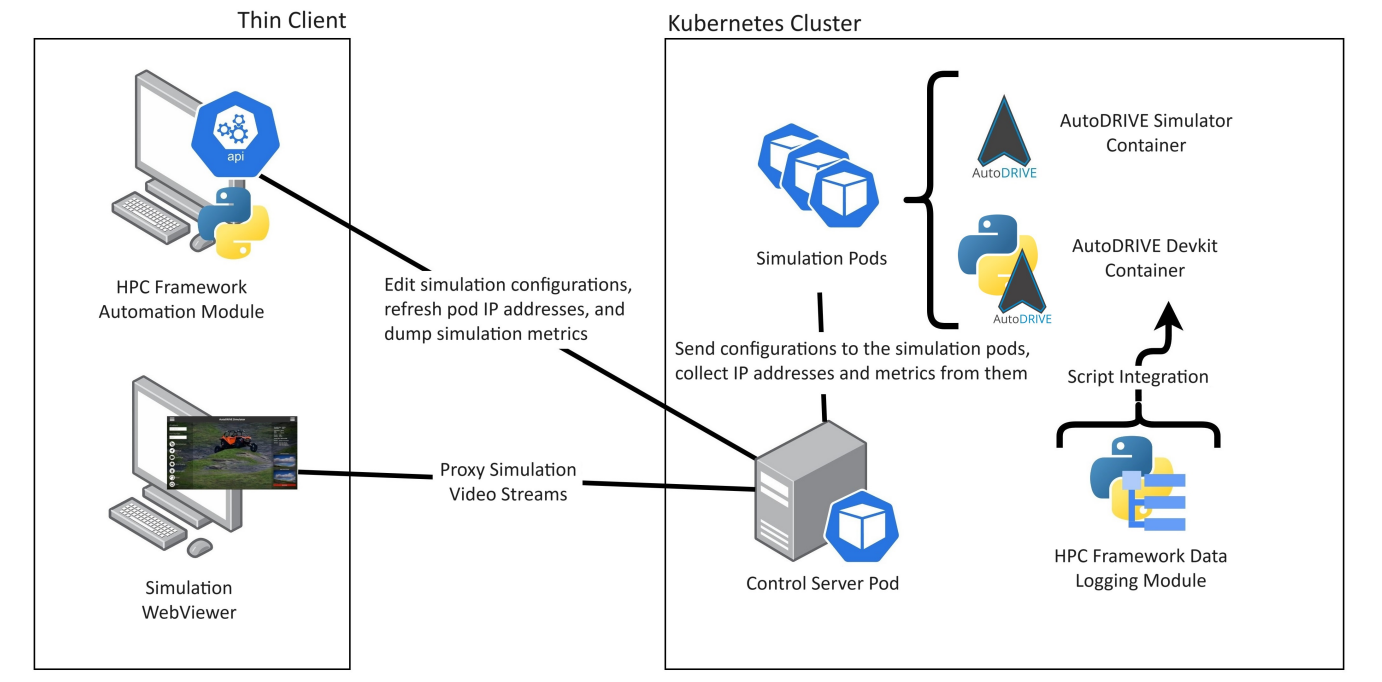 Thin Client
Kubernetes Cluster
api
HPC Framework
Automation Module
Edit simulation configurations,
refresh pod IP addresses, and
dump simulation metrics
Simulation
WebViewer
Proxy Simulation
Video Streams
Simulation Pods
AutoDRIVE
AutoDRIVE Simulator
Container
AutoDRIVE
AutoDRIVE Devkit
Container
Send configurations to the simulation pods,
collect IP addresses and metrics from them
Script Integration
Control Server Pod
HPC Framework Data
Logging Module